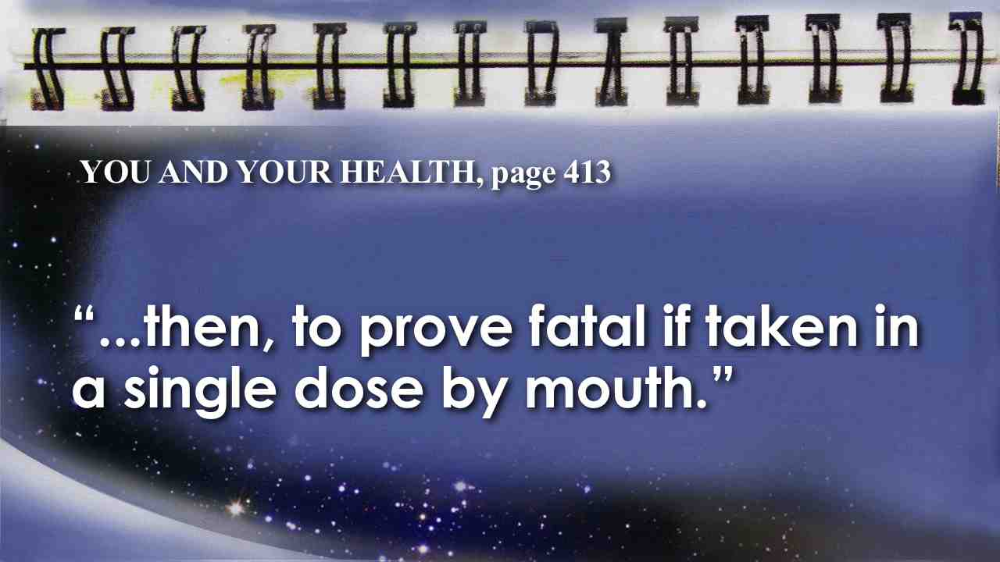 YOU AND YOUR HEALTH, page 413
“...then, to prove fatal if taken in
a single dose by mouth.”